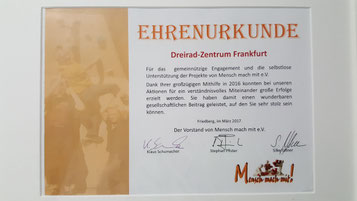 EHRENURKUNDE
Dreirad-Zentrum Frankfurt
Für das gemeinnützige Engagement und die selbstlose
Unterstützung der Projekte von Mensch mach mit e.V.
Dank Ihrer großzügigen Mithilfe in 2016 konnten bei unseren
Aktionen für ein verständnisvolles Miteinander große Erfolge
erzielt werden. Sie haben damit einen wunderbaren
gesellschaftlichen Beitrag geleistet, auf den Sie sehr stolz sein
können.
Friedberg, im März 2017
Der Vorstand von Mensch mach mit e.V.
Klaus Schumacher
Stephan
Mensch mach mit!